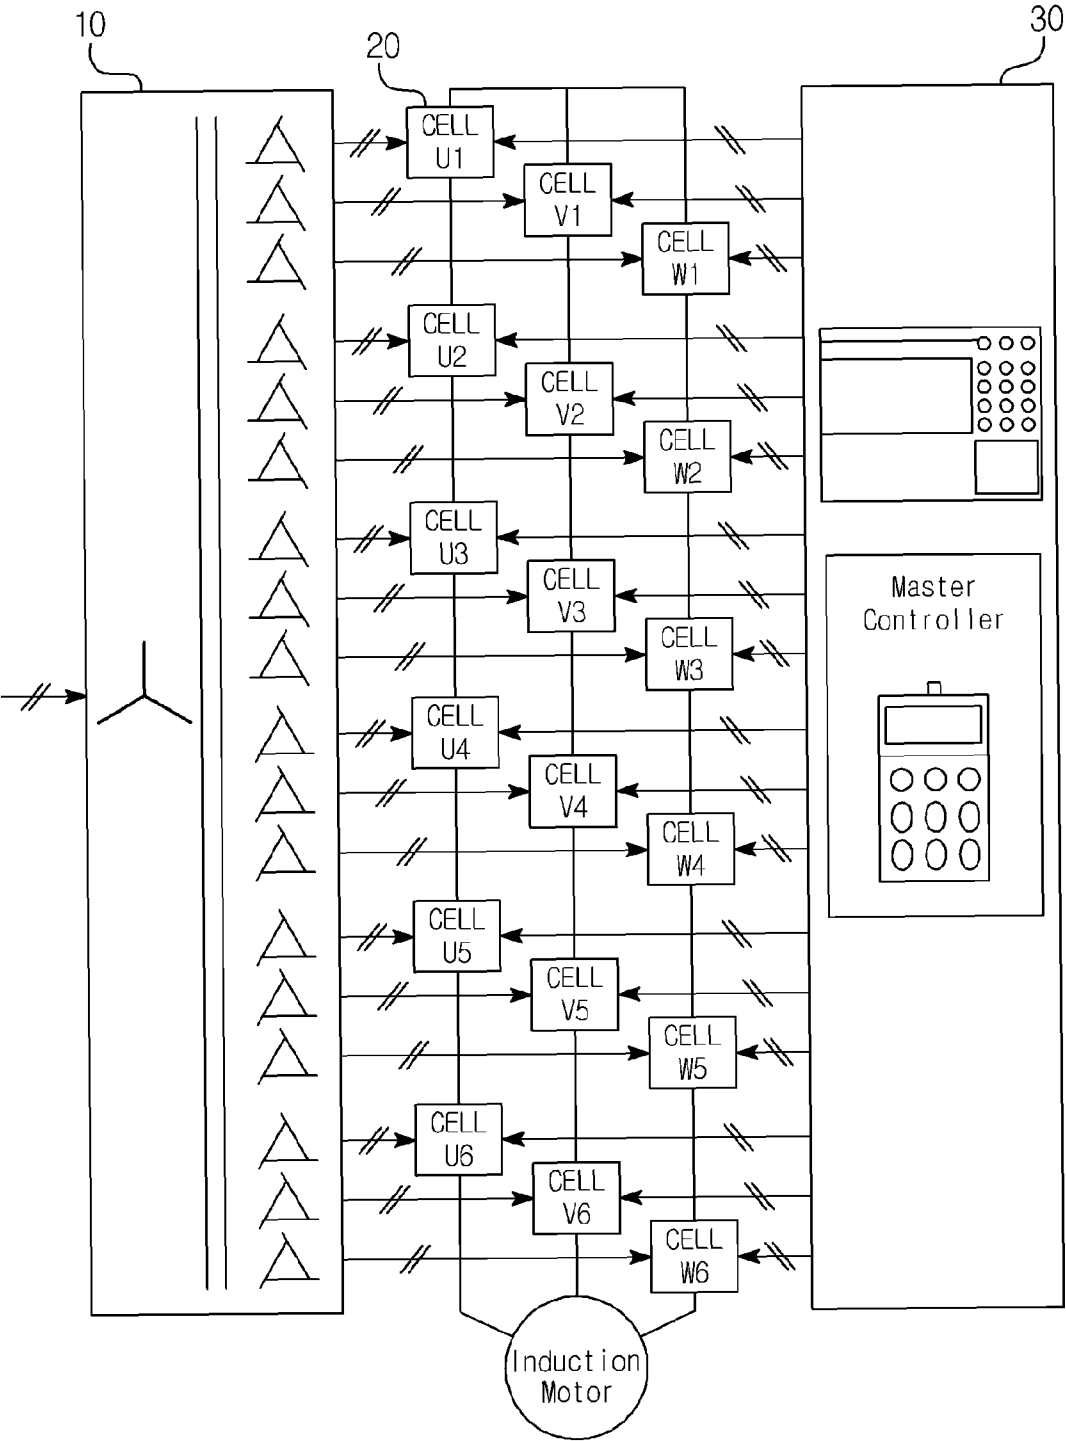 10
20
30
CELL
U1
CELL
V1
CELL
W1
CELL
U2
CELL
V2
CELL
W2
CELL
U3
CELL
V3
CELL
W3
CELL
U4
CELL
V4
CELL
W4
CELL
U5
CELL
V5
CELL
W5
CELL
U6
CELL
V6
CELL
W6
Master
Controller
Induction
Motor